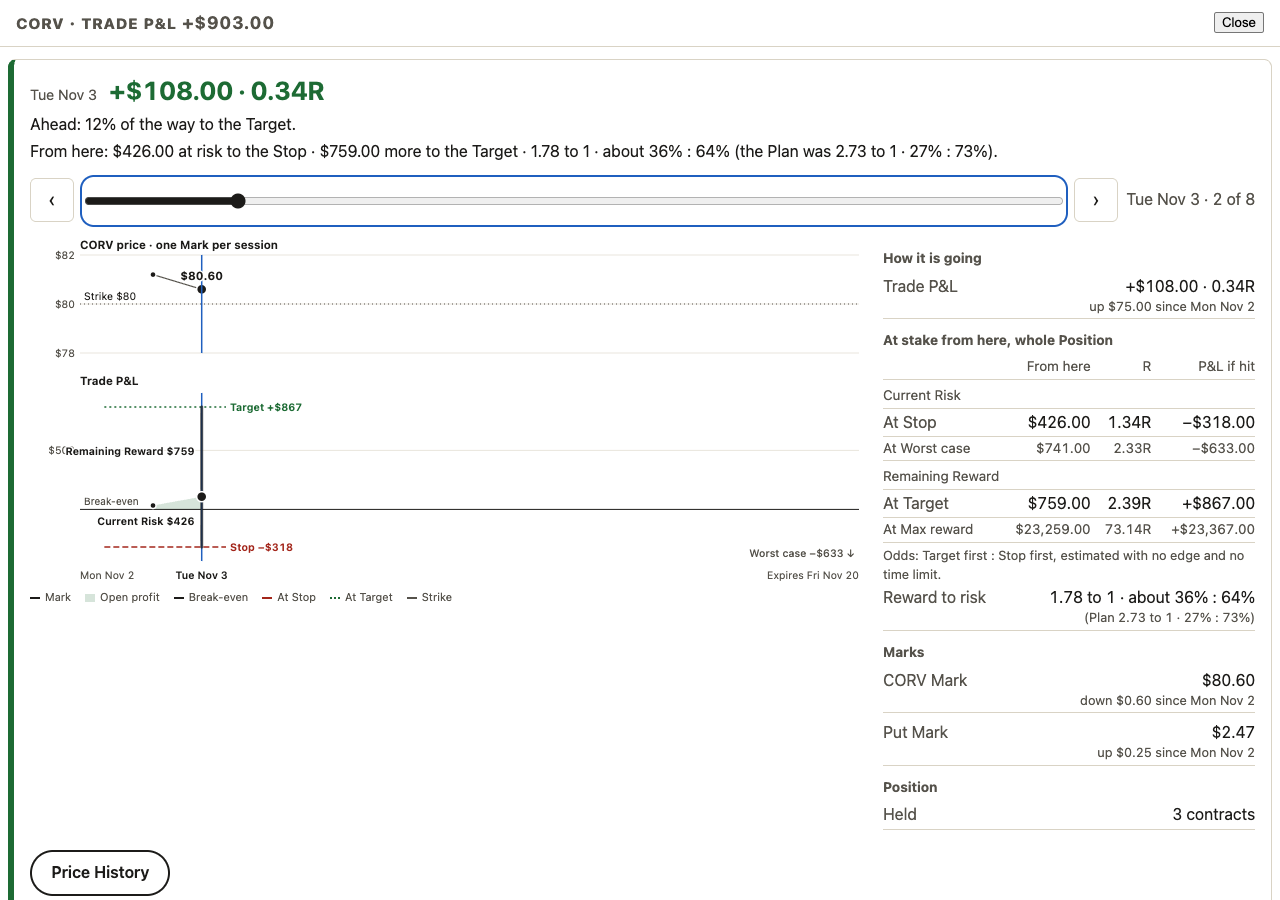 CORV · TRADE P&L +$903.00
Close
Tue Nov 3 +$108.00 · 0.34R
Ahead: 12% of the way to the Target.
From here: $426.00 at risk to the Stop · $759.00 more to the Target · 1.78 to 1 · about 36% : 64% (the Plan was 2.73 to 1 · 27% : 73%).
‹
›
Tue Nov 3 · 2 of 8
CORV price · one Mark per session
$82
$80.60
Strike $80
$80
$78
Trade P&L
Target +$867
Remaining Reward $759
Break-even
Current Risk $426
Stop −$318
Worst case −$633 ↓
Mon Nov 2
Tue Nov 3
Expires Fri Nov 20
Mark
Open profit
Break-even
At Stop
At Target
Strike
How it is going
Trade P&L +$108.00 · 0.34R
up $75.00 since Mon Nov 2
At stake from here, whole Position
From here R P&L if hit
Current Risk
At Stop $426.00 1.34R −$318.00
At Worst case $741.00 2.33R −$633.00
Remaining Reward
At Target $759.00 2.39R +$867.00
At Max reward $23,259.00 73.14R +$23,367.00
Odds: Target first : Stop first, estimated with no edge and no
time limit.
Reward to risk 1.78 to 1 · about 36% : 64%
(Plan 2.73 to 1 · 27% : 73%)
Marks
CORV Mark $80.60
down $0.60 since Mon Nov 2
Put Mark $2.47
up $0.25 since Mon Nov 2
Position
Held 3 contracts
Price History